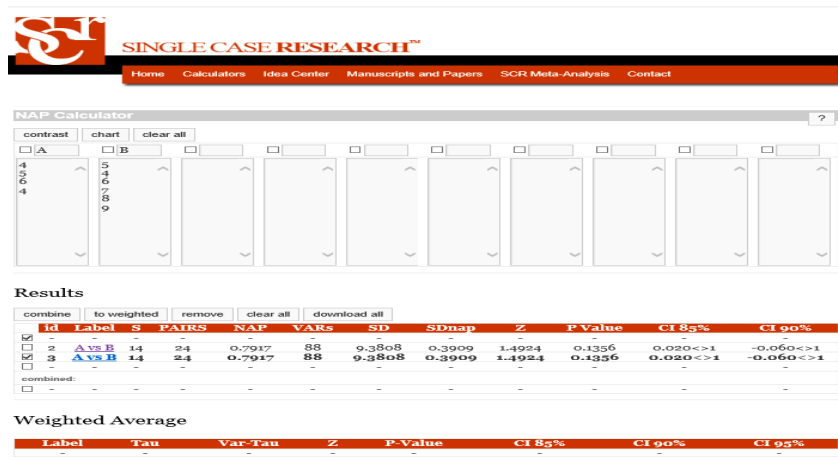 Scr
SINGLE CASE RESEARCH™
Home Calculators Idea Center Manuscripts and Papers SCR Meta-Analysis Contact
NAP Calculator ?
contrast chart clear all
A B
4 5
5 4
6 6
4 7
8
9
Results
combine to weighted remove clear all download all
id Label S PAIRS NAP VARs SD SDnap Z P Value CI 85% CI 90%
- - - - - - - - - - - -
2 A vs B 14 24 0.7917 88 9.3808 0.3909 1.4924 0.1356 0.020<>1 -0.060<>1
3 A vs B 14 24 0.7917 88 9.3808 0.3909 1.4924 0.1356 0.020<>1 -0.060<>1
- - - - - - - - - - - -
combined:
- - - - - - - - - - - -
Weighted Average
Label Tau Var-Tau Z P-Value CI 85% CI 90% CI 95%
- - - - - - - -